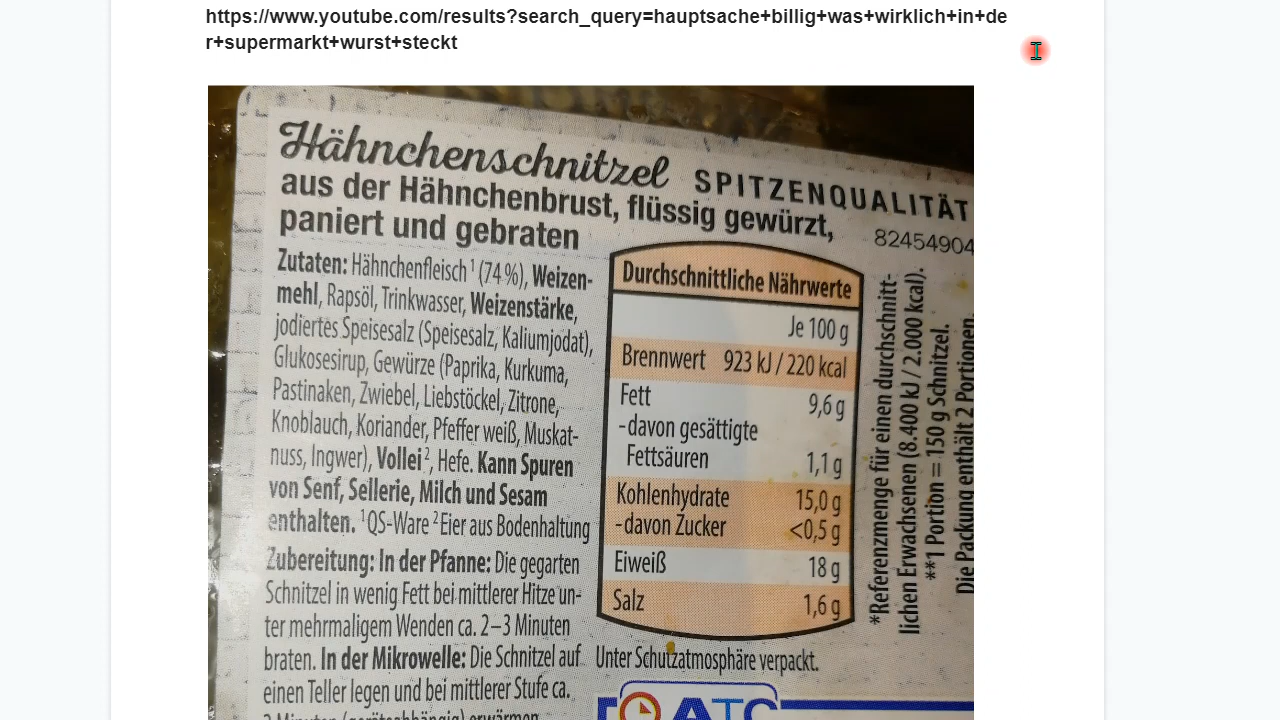 https://www.youtube.com/results?search_query=hauptsache+billig+was+wirklich+in+de
r+supermarkt+wurst+steckt
Hähnchenschnitzel SPITZENQUALITÄT
aus der Hähnchenbrust, flüssig gewürzt,
paniert und gebraten
82454904
Zutaten: Hähnchenfleisch¹ (74%), Weizen-
mehl, Rapsöl, Trinkwasser, Weizenstärke,
jodiertes Speisesalz (Speisesalz, Kaliumjodat),
Glukosesirup, Gewürze (Paprika, Kurkuma,
Pastinaken, Zwiebel, Liebstöckel, Zitrone,
Knoblauch, Koriander, Pfeffer weiß, Muskat-
nuss, Ingwer), Vollei², Hefe. Kann Spuren
von Senf, Sellerie, Milch und Sesam
enthalten. ¹QS-Ware ²Eier aus Bodenhaltung
Zubereitung: In der Pfanne: Die gegarten
Schnitzel in wenig Fett bei mittlerer Hitze un-
ter mehrmaligem Wenden ca. 2–3 Minuten
braten. In der Mikrowelle: Die Schnitzel auf
einen Teller legen und bei mittlerer Stufe ca.
2 Minuten (geräteabhängig) erwärmen.
Durchschnittliche Nährwerte
Je 100 g
Brennwert 923 kJ / 220 kcal
Fett 9,6 g
-davon gesättigte
Fettsäuren 1,1 g
Kohlenhydrate 15,0 g
-davon Zucker <0,5 g
Eiweiß 18 g
Salz 1,6 g
Unter Schutzatmosphäre verpackt.
*Referenzmenge für einen durchschnitt-
lichen Erwachsenen (8.400 kJ / 2.000 kcal).
**1 Portion = 150 g Schnitzel.
Die Packung enthält 2 Portionen.